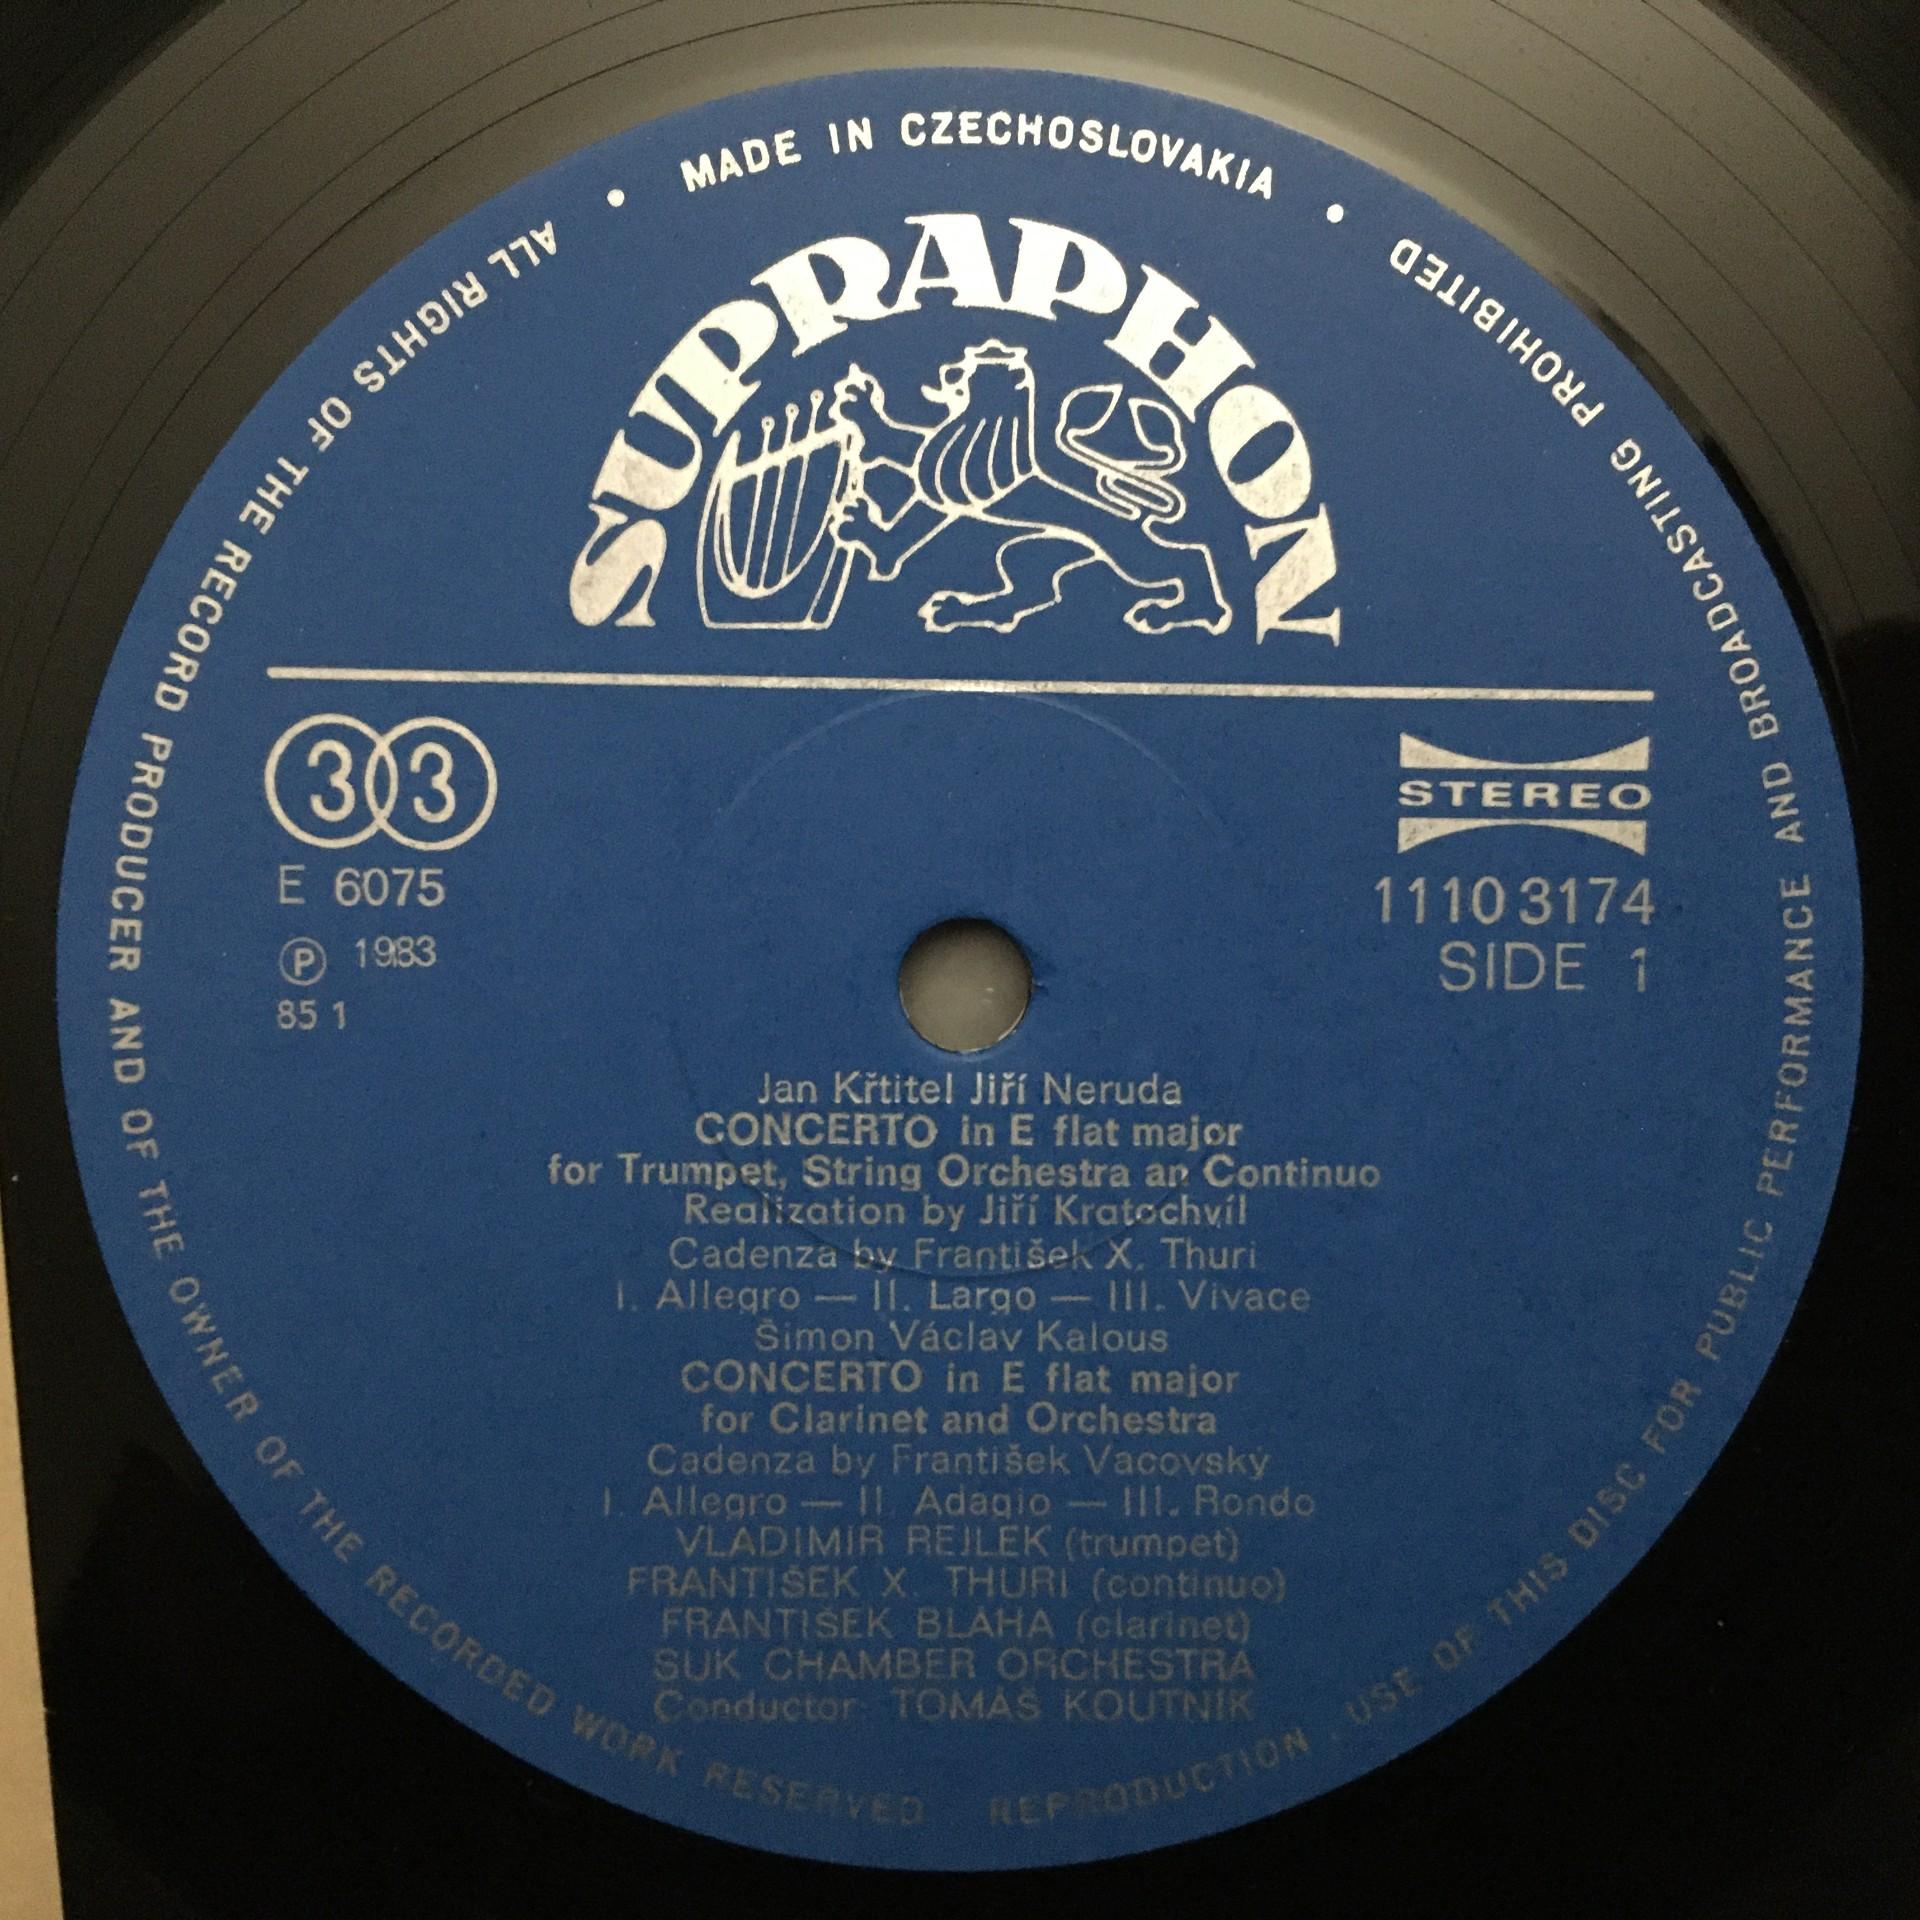 MADE IN CZECHOSLOVAKIA
ALL RIGHTS OF THE RECORD PRODUCER AND OF THE OWNER OF THE RECORDED WORK RESERVED
REPRODUCTION . USE OF THIS DISC FOR PUBLIC PERFORMANCE AND BROADCASTING PROHIBITED
SUPRAPHON
33
STEREO
E 6075
1110 3174
Ⓟ 1983
SIDE 1
85 1
Jan Křtitel Jiří Neruda
CONCERTO in E flat major
for Trumpet, String Orchestra an Continuo
Realization by Jiří Kratochvíl
Cadenza by František X. Thuri
I. Allegro — II. Largo — III. Vivace
Šimon Václav Kalous
CONCERTO in E flat major
for Clarinet and Orchestra
Cadenza by František Vacovský
I. Allegro — II. Adagio — III. Rondo
VLADIMÍR REJLEK (trumpet)
FRANTIŠEK X. THURI (continuo)
FRANTIŠEK BLÁHA (clarinet)
SUK CHAMBER ORCHESTRA
Conductor: TOMÁŠ KOUTNÍK